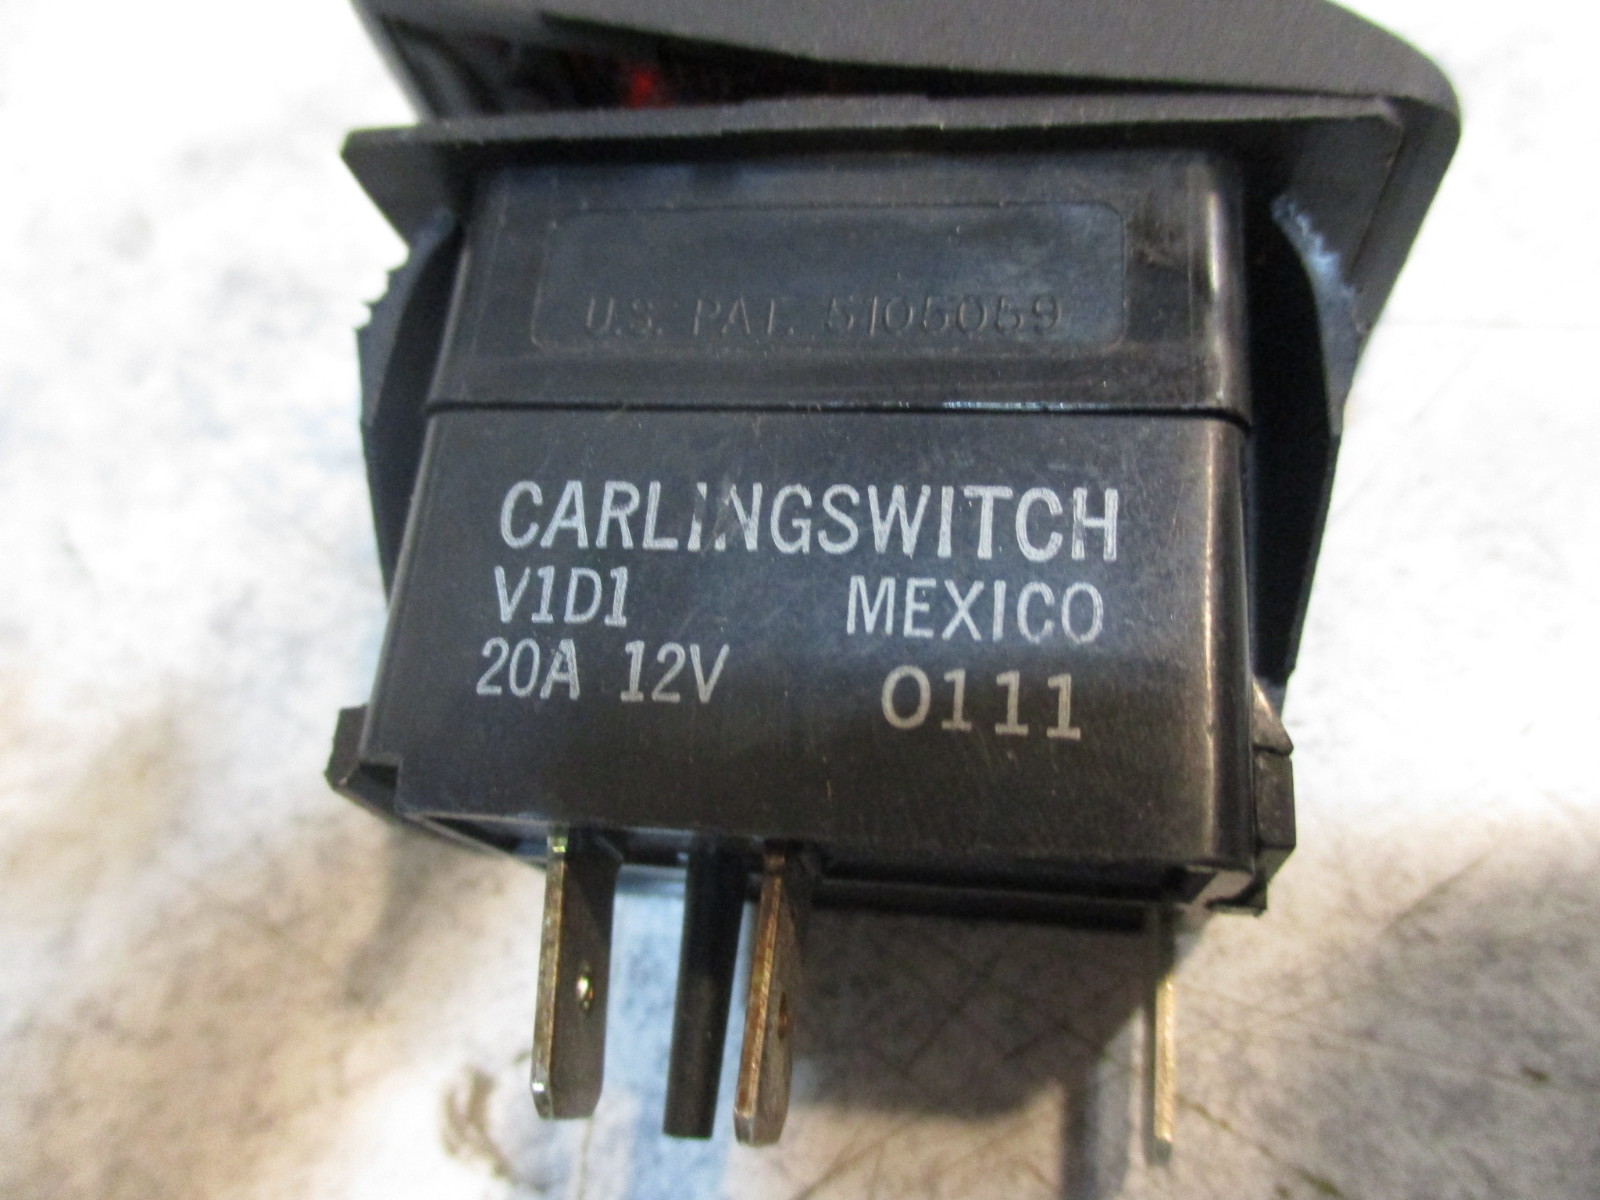 U.S. PAT. 5105059
CARLINGSWITCH
V1D1 MEXICO
20A 12V 0111